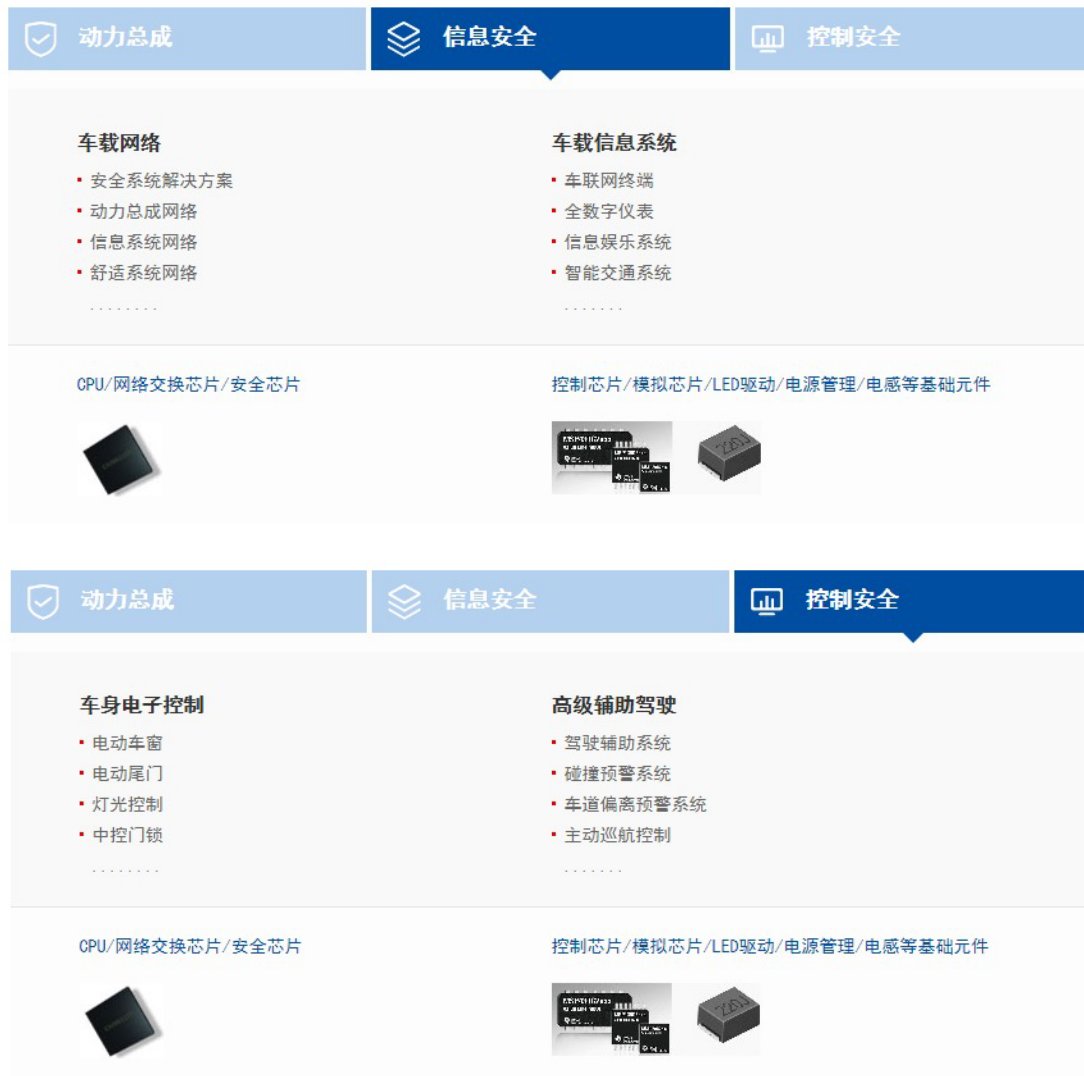 动力总成
信息安全
控制安全
车载网络
安全系统解决方案
动力总成网络
信息系统网络
舒适系统网络
........
车载信息系统
车联网终端
全数字仪表
信息娱乐系统
智能交通系统
.......
CPU/网络交换芯片/安全芯片
控制芯片/模拟芯片/LED驱动/电源管理/电感等基础元件
220J
动力总成
信息安全
控制安全
车身电子控制
电动车窗
电动尾门
灯光控制
中控门锁
........
高级辅助驾驶
驾驶辅助系统
碰撞预警系统
车道偏离预警系统
主动巡航控制
.......
CPU/网络交换芯片/安全芯片
控制芯片/模拟芯片/LED驱动/电源管理/电感等基础元件
220J